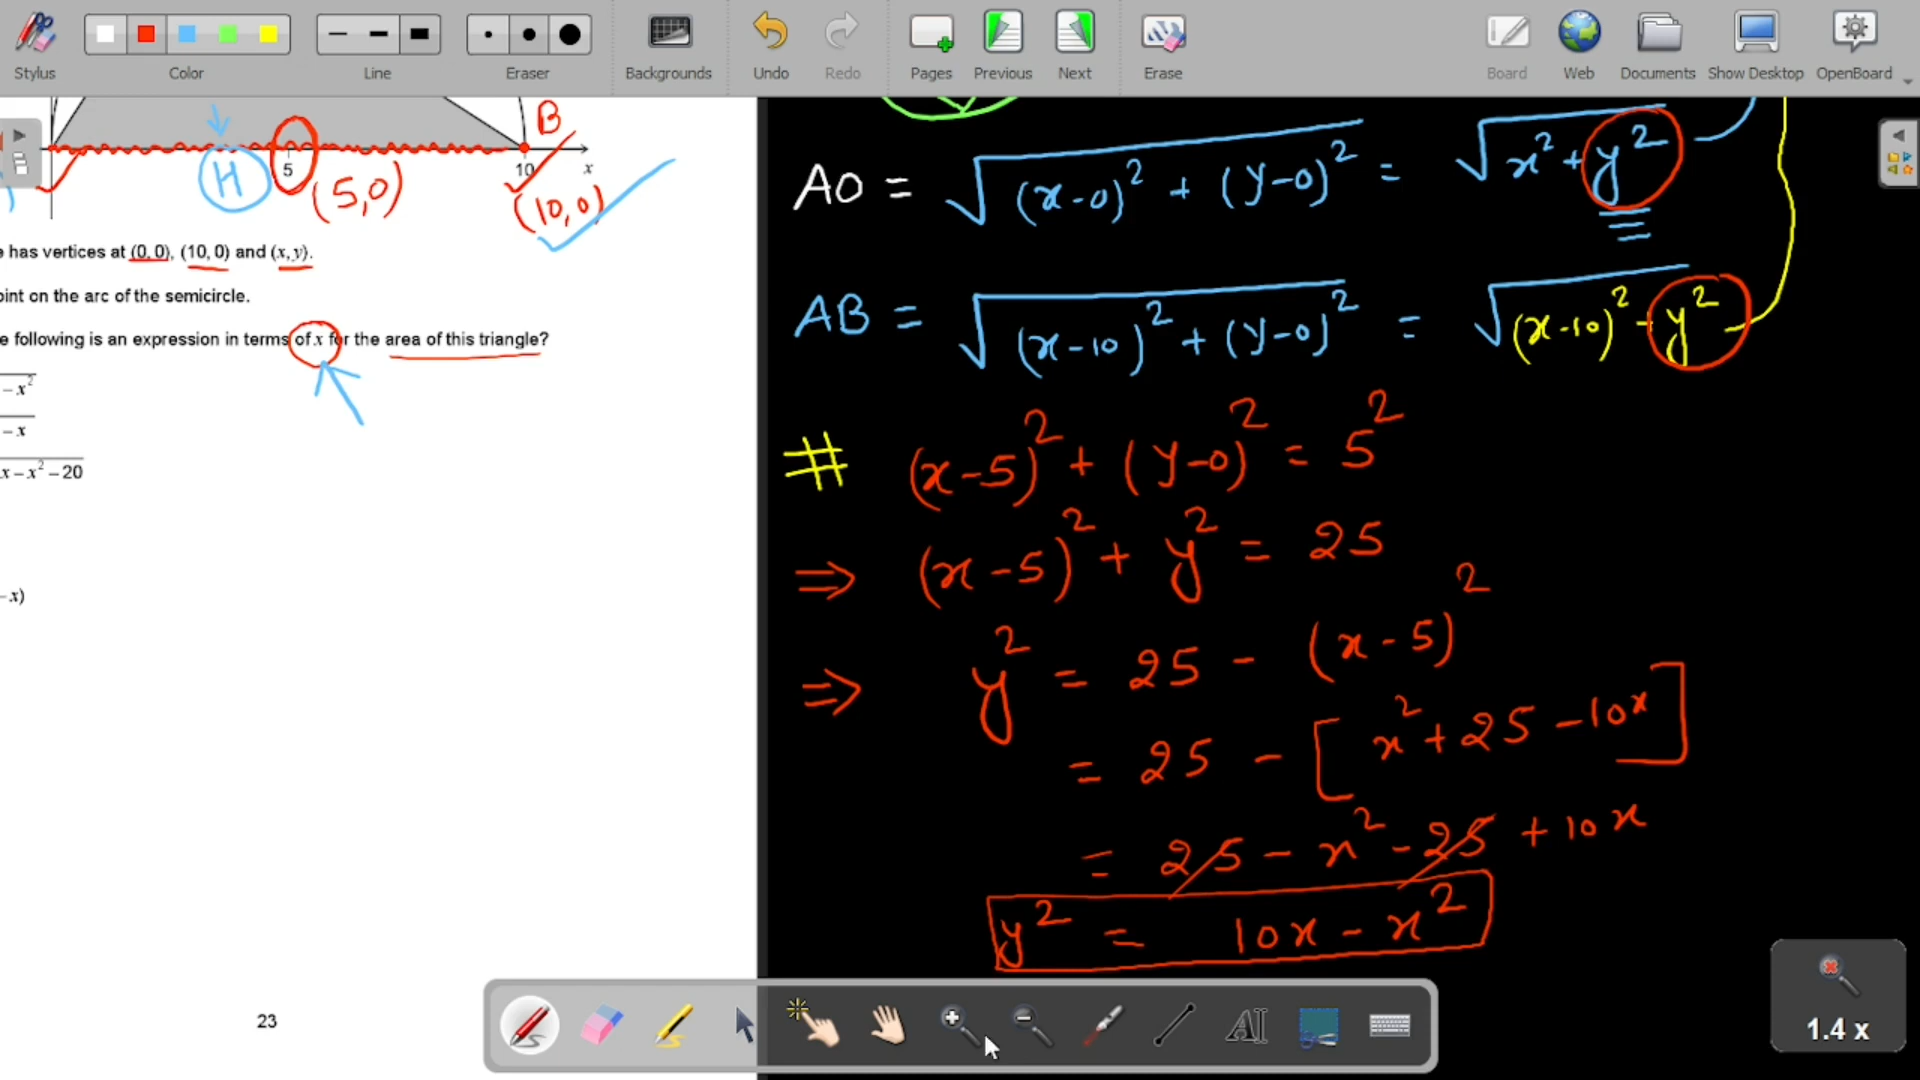 Stylus Color Line Eraser Backgrounds Undo Redo Pages Previous Next Erase Board Web Documents Show Desktop OpenBoard
B
H 5 10 x
(5,0) (10,0)
e has vertices at (0, 0), (10, 0) and (x, y).
oint on the arc of the semicircle.
e following is an expression in terms of x for the area of this triangle?
- x²
- x
x - x² - 20
- x)
23
AO = √(x-0)² + (y-0)² = √x² + y²
AB = √(x-10)² + (y-0)² = √(x-10)² - y²
# (x-5)² + (y-0)² = 5²
⇒ (x-5)² + y² = 25
⇒ y² = 25 - (x-5)²
= 25 - [x² + 25 - 10x]
= 25 - x² - 25 + 10x
y² = 10x - x²
AI
1.4 x